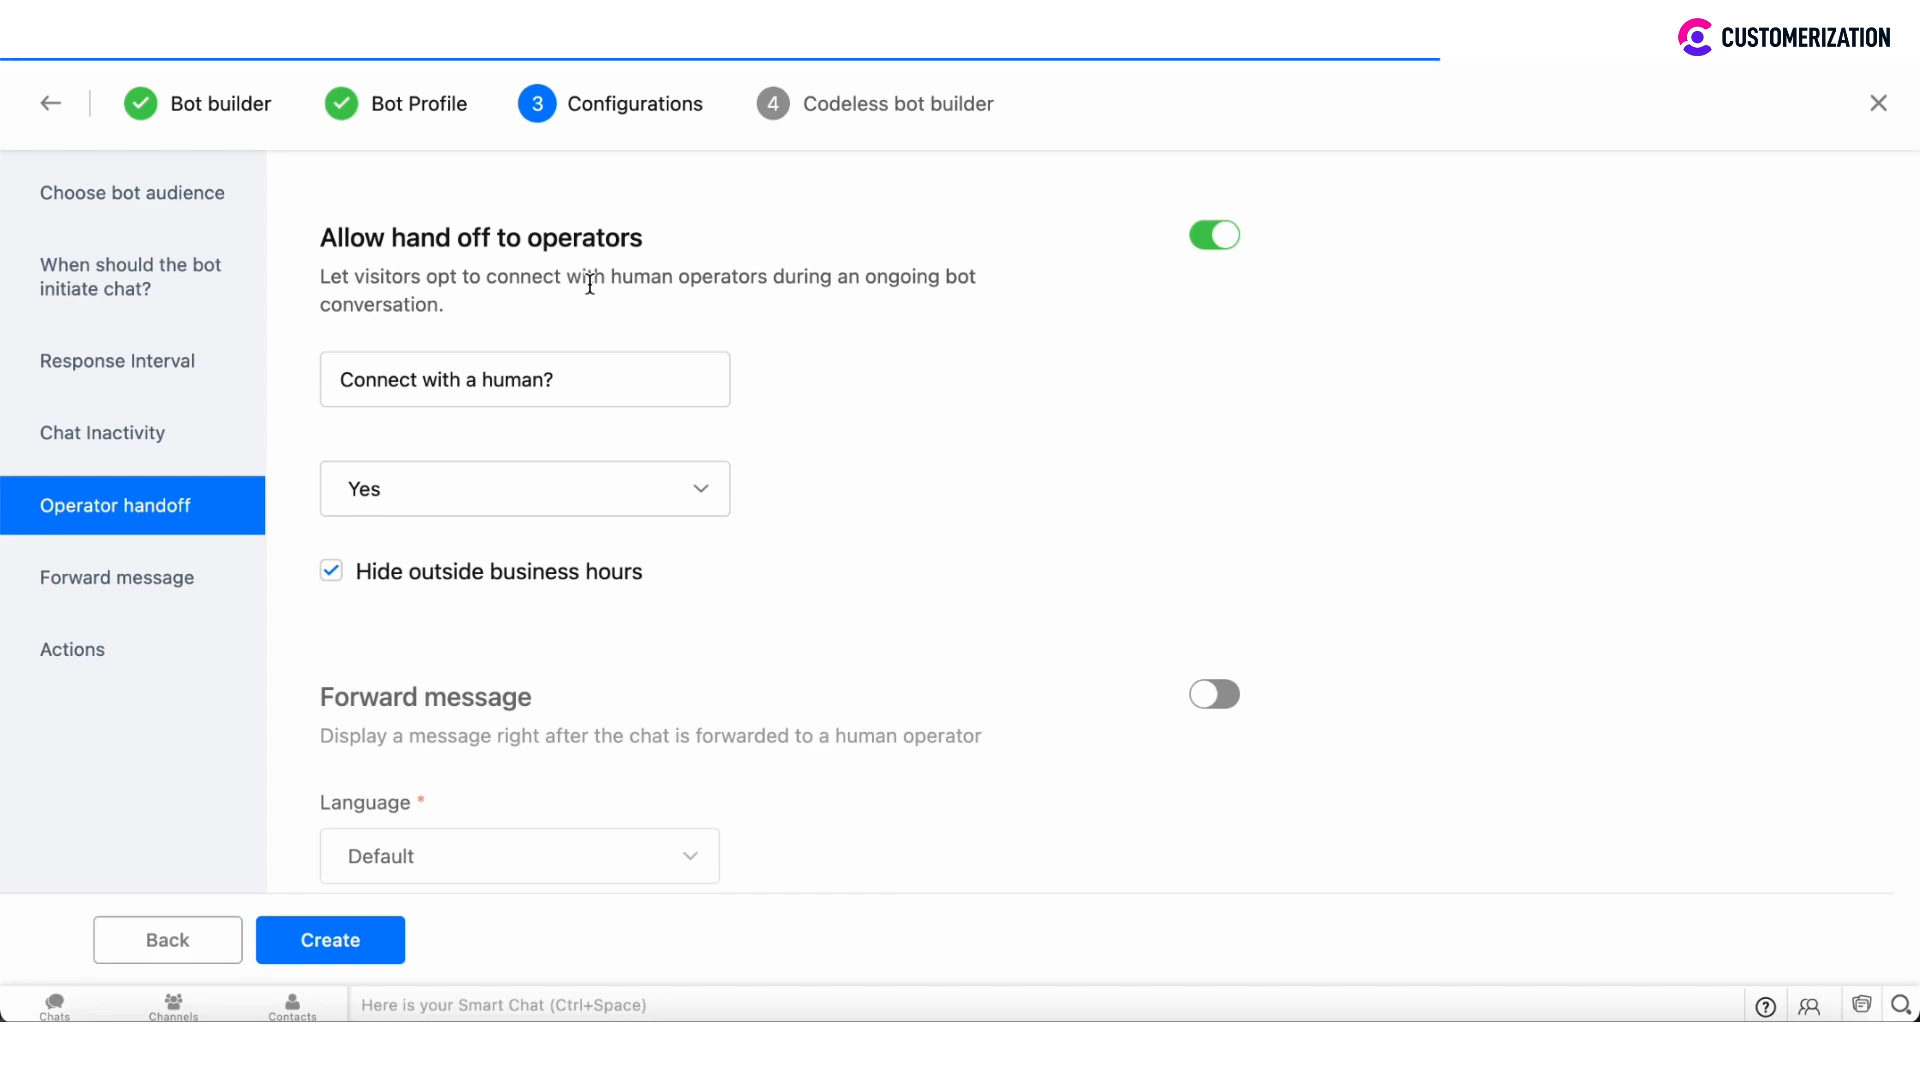 CUSTOMERIZATION
Bot builder
Bot Profile
3 Configurations
4 Codeless bot builder
Choose bot audience
When should the bot
initiate chat?
Response Interval
Chat Inactivity
Operator handoff
Forward message
Actions
Allow hand off to operators
Let visitors opt to connect with human operators during an ongoing bot
conversation.
Connect with a human?
Yes
Hide outside business hours
Forward message
Display a message right after the chat is forwarded to a human operator
Language *
Default
Back
Create
Chats
Channels
Contacts
Here is your Smart Chat (Ctrl+Space)